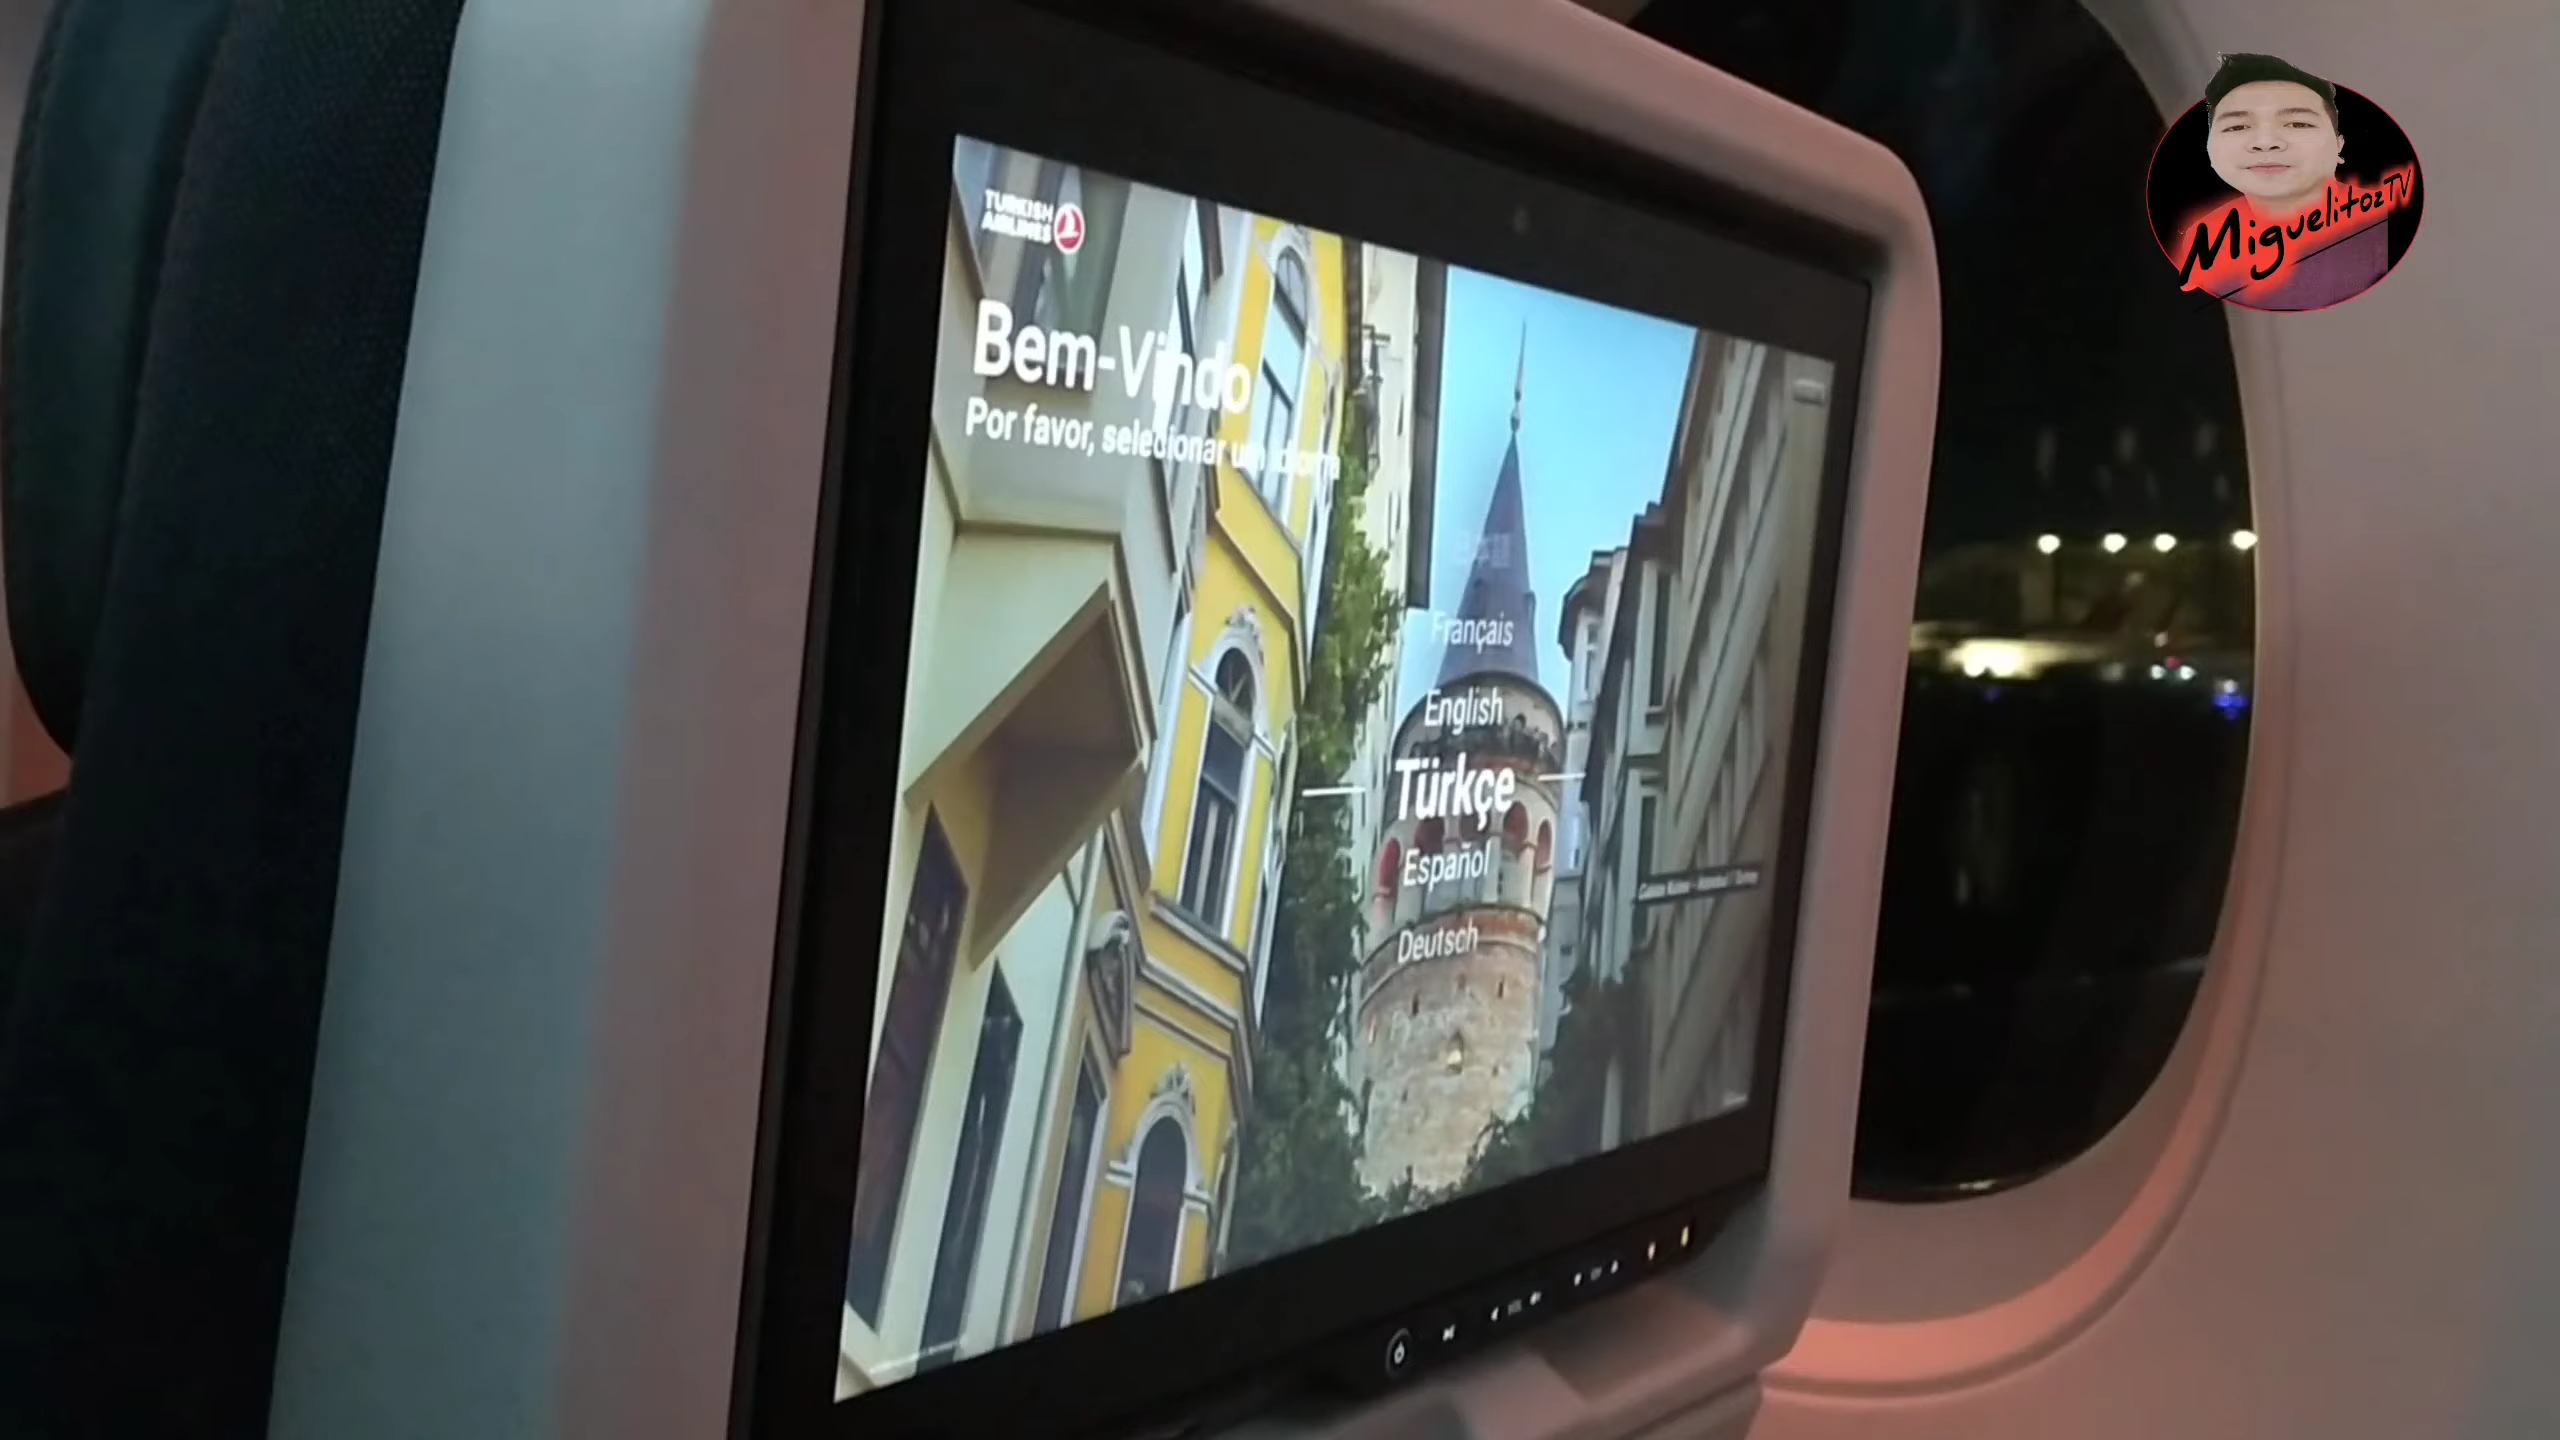 TURKISH
AIRLINES
Bem-Vindo
Por favor, selecionar um idioma
Français
English
Türkçe
Español
Deutsch
MiguelitozTV